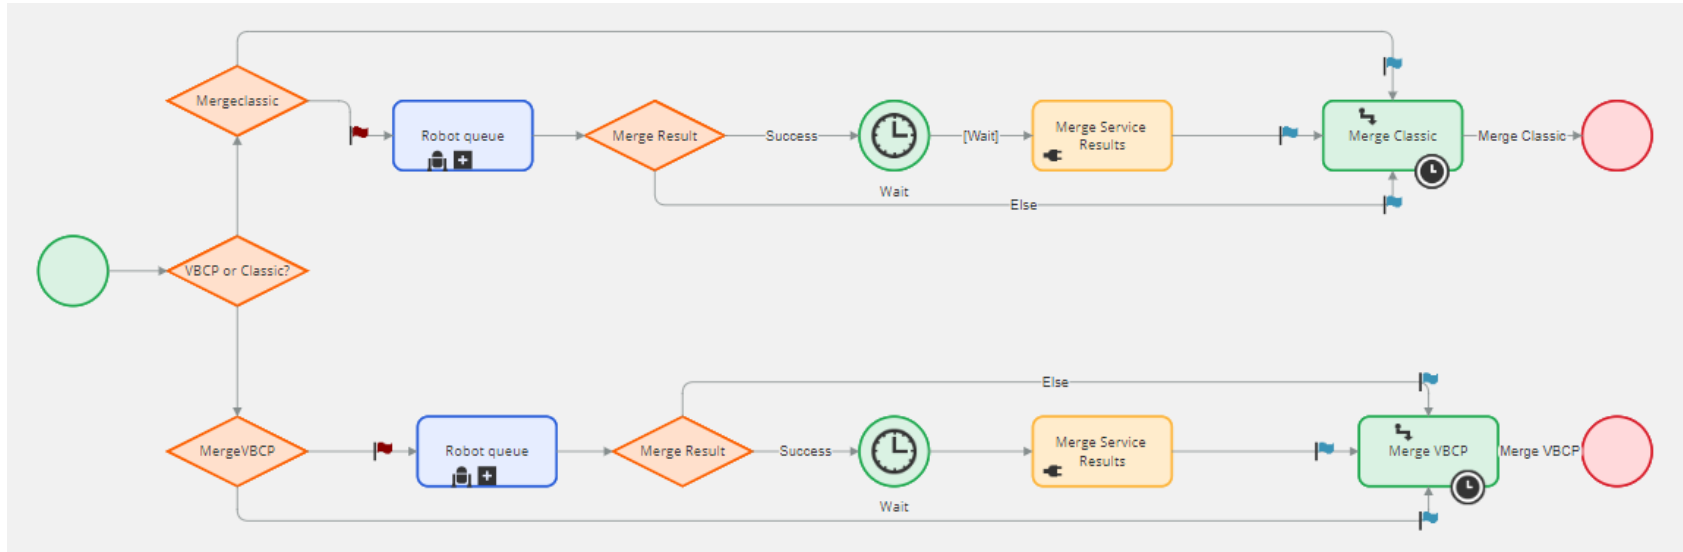 Mergeclassic
Robot queue
Merge Result
Success
Wait
[Wait]
Merge Service
Results
Merge Classic
Merge Classic
Else
VBCP or Classic?
Else
MergeVBCP
Robot queue
Merge Result
Success
Wait
Merge Service
Results
Merge VBCP
Merge VBCP